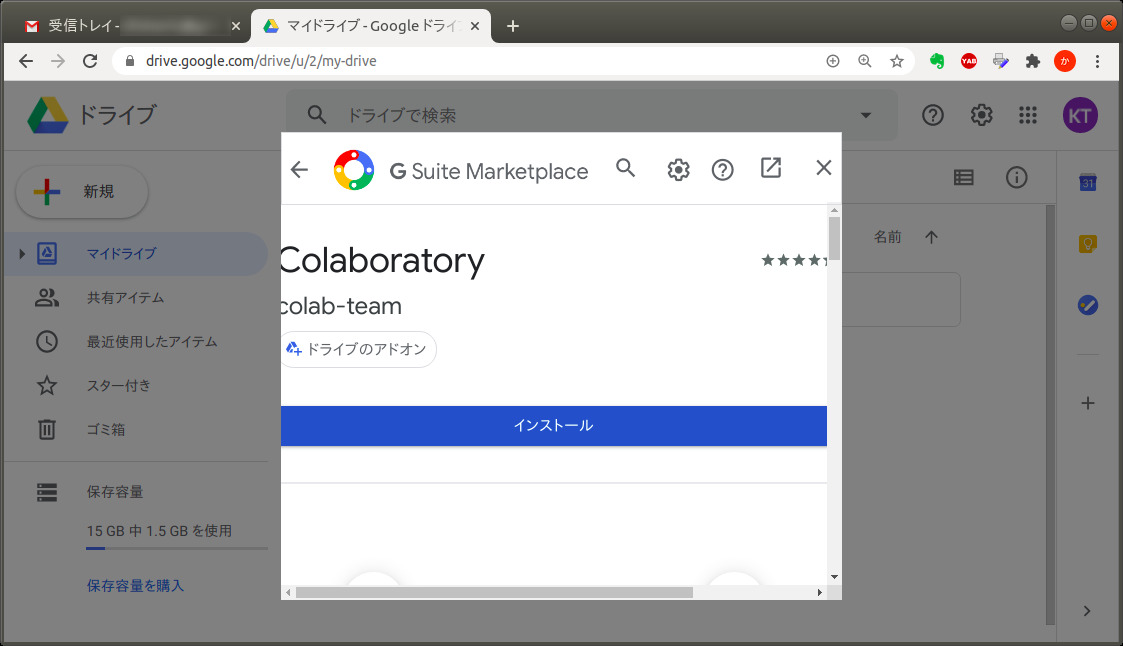 受信トレイ -
マイドライブ - Google ドライ
drive.google.com/drive/u/2/my-drive
YAB
か
ドライブ
ドライブで検索
KT
G Suite Marketplace
新規
31
マイドライブ
名前
共有アイテム
Colaboratory
colab-team
最近使用したアイテム
ドライブのアドオン
スター付き
ゴミ箱
インストール
保存容量
15 GB 中 1.5 GB を使用
保存容量を購入